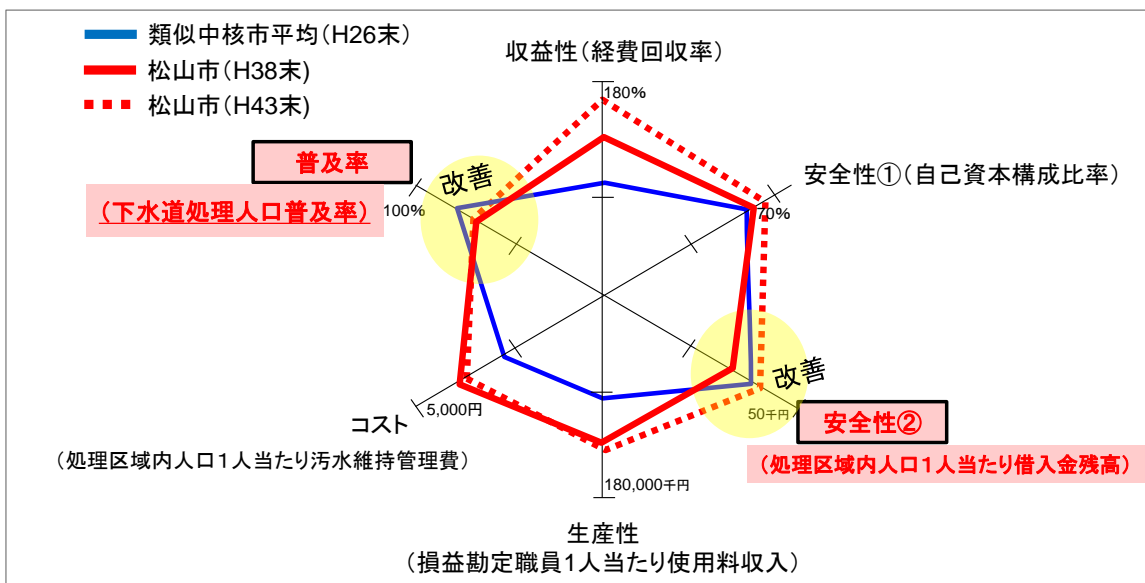 類似中核市平均（H26末）
松山市（H38末)
松山市（H43末)
収益性（経費回収率）
180%
普及率
改善
（下水道処理人口普及率）
100%
安全性①（自己資本構成比率）
70%
改善
50千円
安全性②
（処理区域内人口１人当たり借入金残高）
5,000円
コスト
（処理区域内人口１人当たり汚水維持管理費）
180,000千円
生産性
（損益勘定職員1人当たり使用料収入）